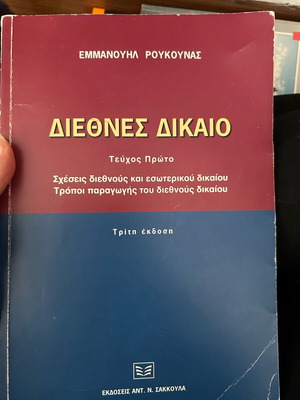 ΕΜΜΑΝΟΥΗΛ ΡΟΥΚΟΥΝΑΣ
ΔΙΕΘΝΕΣ ΔΙΚΑΙΟ
Τεύχος Πρώτο
Σχέσεις διεθνούς και εσωτερικού δικαίου
Τρόποι παραγωγής του διεθνούς δικαίου
Τρίτη έκδοση
ΕΚΔΟΣΕΙΣ ΑΝΤ. Ν. ΣΑΚΚΟΥΛΑ